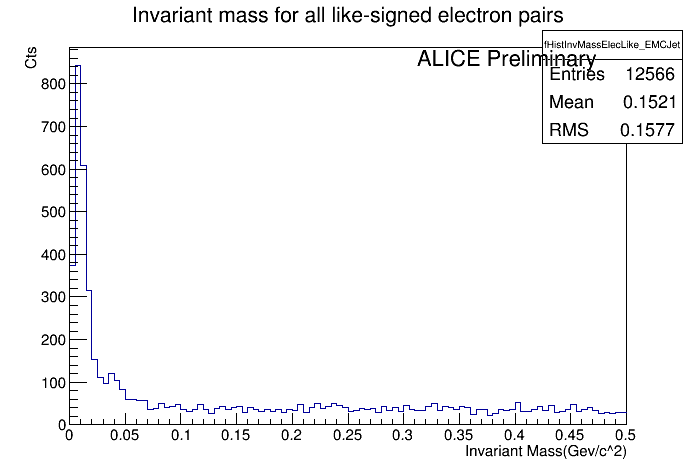 Invariant mass for all like-signed electron pairs
Cts
ALICE Preliminary
fHistInvMassElecLike_EMCJet
Entries 12566
Mean 0.1521
RMS 0.1577
800
700
600
500
400
300
200
100
0
0 0.05 0.1 0.15 0.2 0.25 0.3 0.35 0.4 0.45 0.5
Invariant Mass(Gev/c^2)